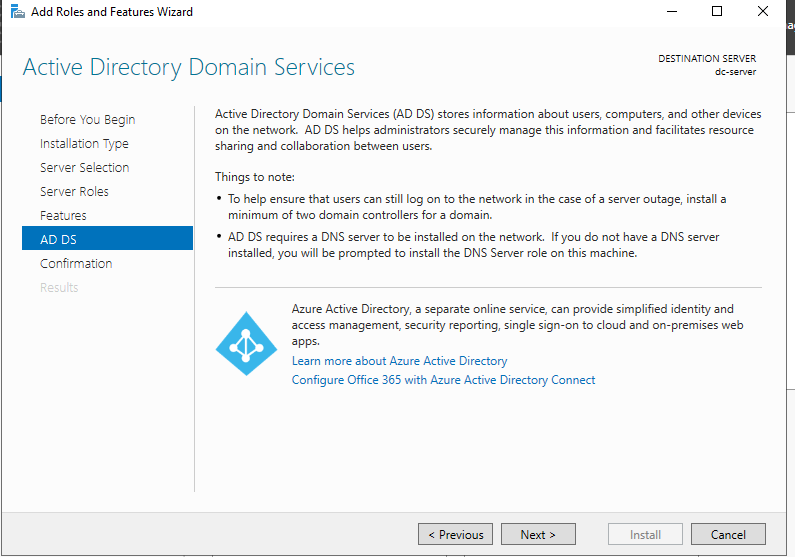 Add Roles and Features Wizard
Active Directory Domain Services
DESTINATION SERVER
dc-server
Before You Begin
Installation Type
Server Selection
Server Roles
Features
AD DS
Confirmation
Results
Active Directory Domain Services (AD DS) stores information about users, computers, and other devices
on the network.  AD DS helps administrators securely manage this information and facilitates resource
sharing and collaboration between users.
Things to note:
• To help ensure that users can still log on to the network in the case of a server outage, install a
minimum of two domain controllers for a domain.
• AD DS requires a DNS server to be installed on the network.  If you do not have a DNS server
installed, you will be prompted to install the DNS Server role on this machine.
Azure Active Directory, a separate online service, can provide simplified identity and
access management, security reporting, single sign-on to cloud and on-premises web
apps.
Learn more about Azure Active Directory
Configure Office 365 with Azure Active Directory Connect
< Previous
Next >
Install
Cancel